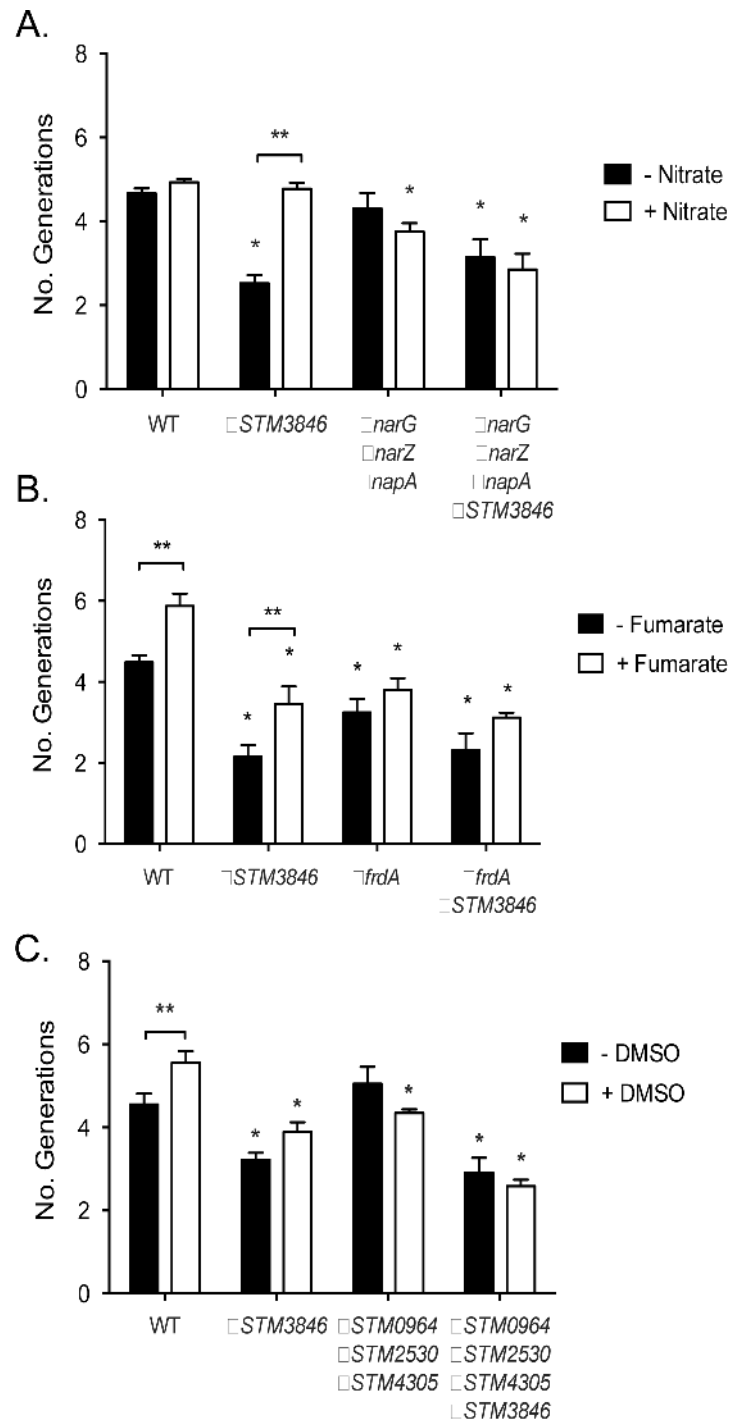 A.
8
6
4
2
0
No. Generations
**
*
*
*
*
- Nitrate
+ Nitrate
WT
□STM3846
□narG
□narZ
□napA
□narG
□narZ
□napA
□STM3846
B.
8
6
4
2
0
No. Generations
**
**
*
*
*
*
*
*
- Fumarate
+ Fumarate
WT
□STM3846
□frdA
□frdA
□STM3846
C.
8
6
4
2
0
No. Generations
**
*
*
*
*
*
- DMSO
+ DMSO
WT
□STM3846
□STM0964
□STM2530
□STM4305
□STM0964
□STM2530
□STM4305
□STM3846